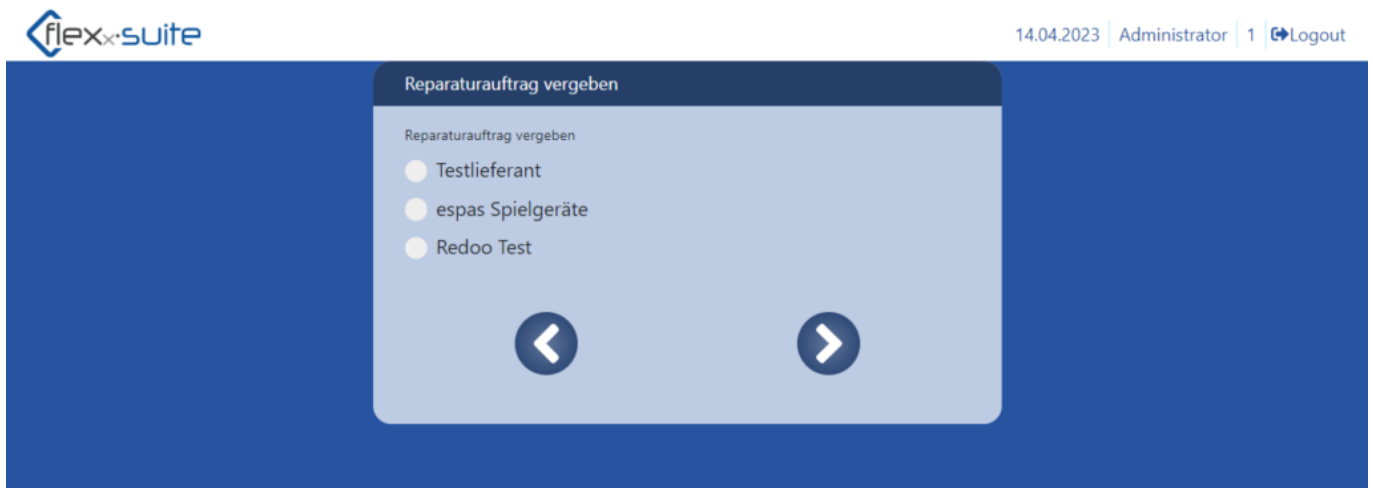 flex×·suite
14.04.2023 Administrator 1 Logout
Reparaturauftrag vergeben
Reparaturauftrag vergeben
Testlieferant
espas Spielgeräte
Redoo Test